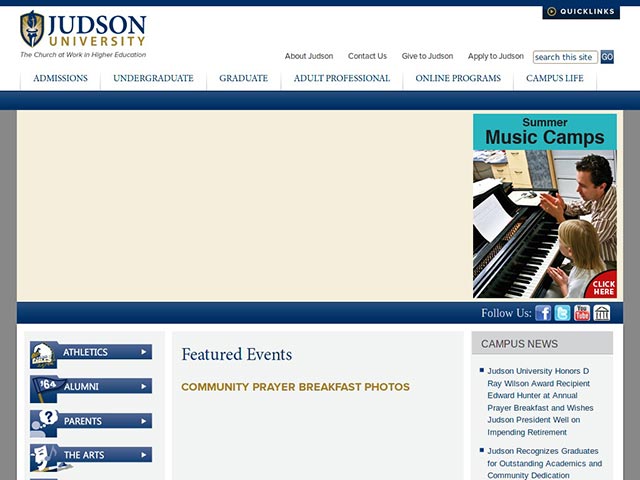 QUICKLINKS
JUDSON
UNIVERSITY
The Church at Work in Higher Education
About Judson Contact Us Give to Judson Apply to Judson search this site GO
ADMISSIONS UNDERGRADUATE GRADUATE ADULT PROFESSIONAL ONLINE PROGRAMS CAMPUS LIFE
Summer
Music Camps
CLICK
HERE
Follow Us:
You
Tube
ATHLETICS
'64 ALUMNI
PARENTS
THE ARTS
Featured Events
COMMUNITY PRAYER BREAKFAST PHOTOS
CAMPUS NEWS
Judson University Honors D
Ray Wilson Award Recipient
Edward Hunter at Annual
Prayer Breakfast and Wishes
Judson President Well on
Impending Retirement
Judson Recognizes Graduates
for Outstanding Academics and
Community Dedication